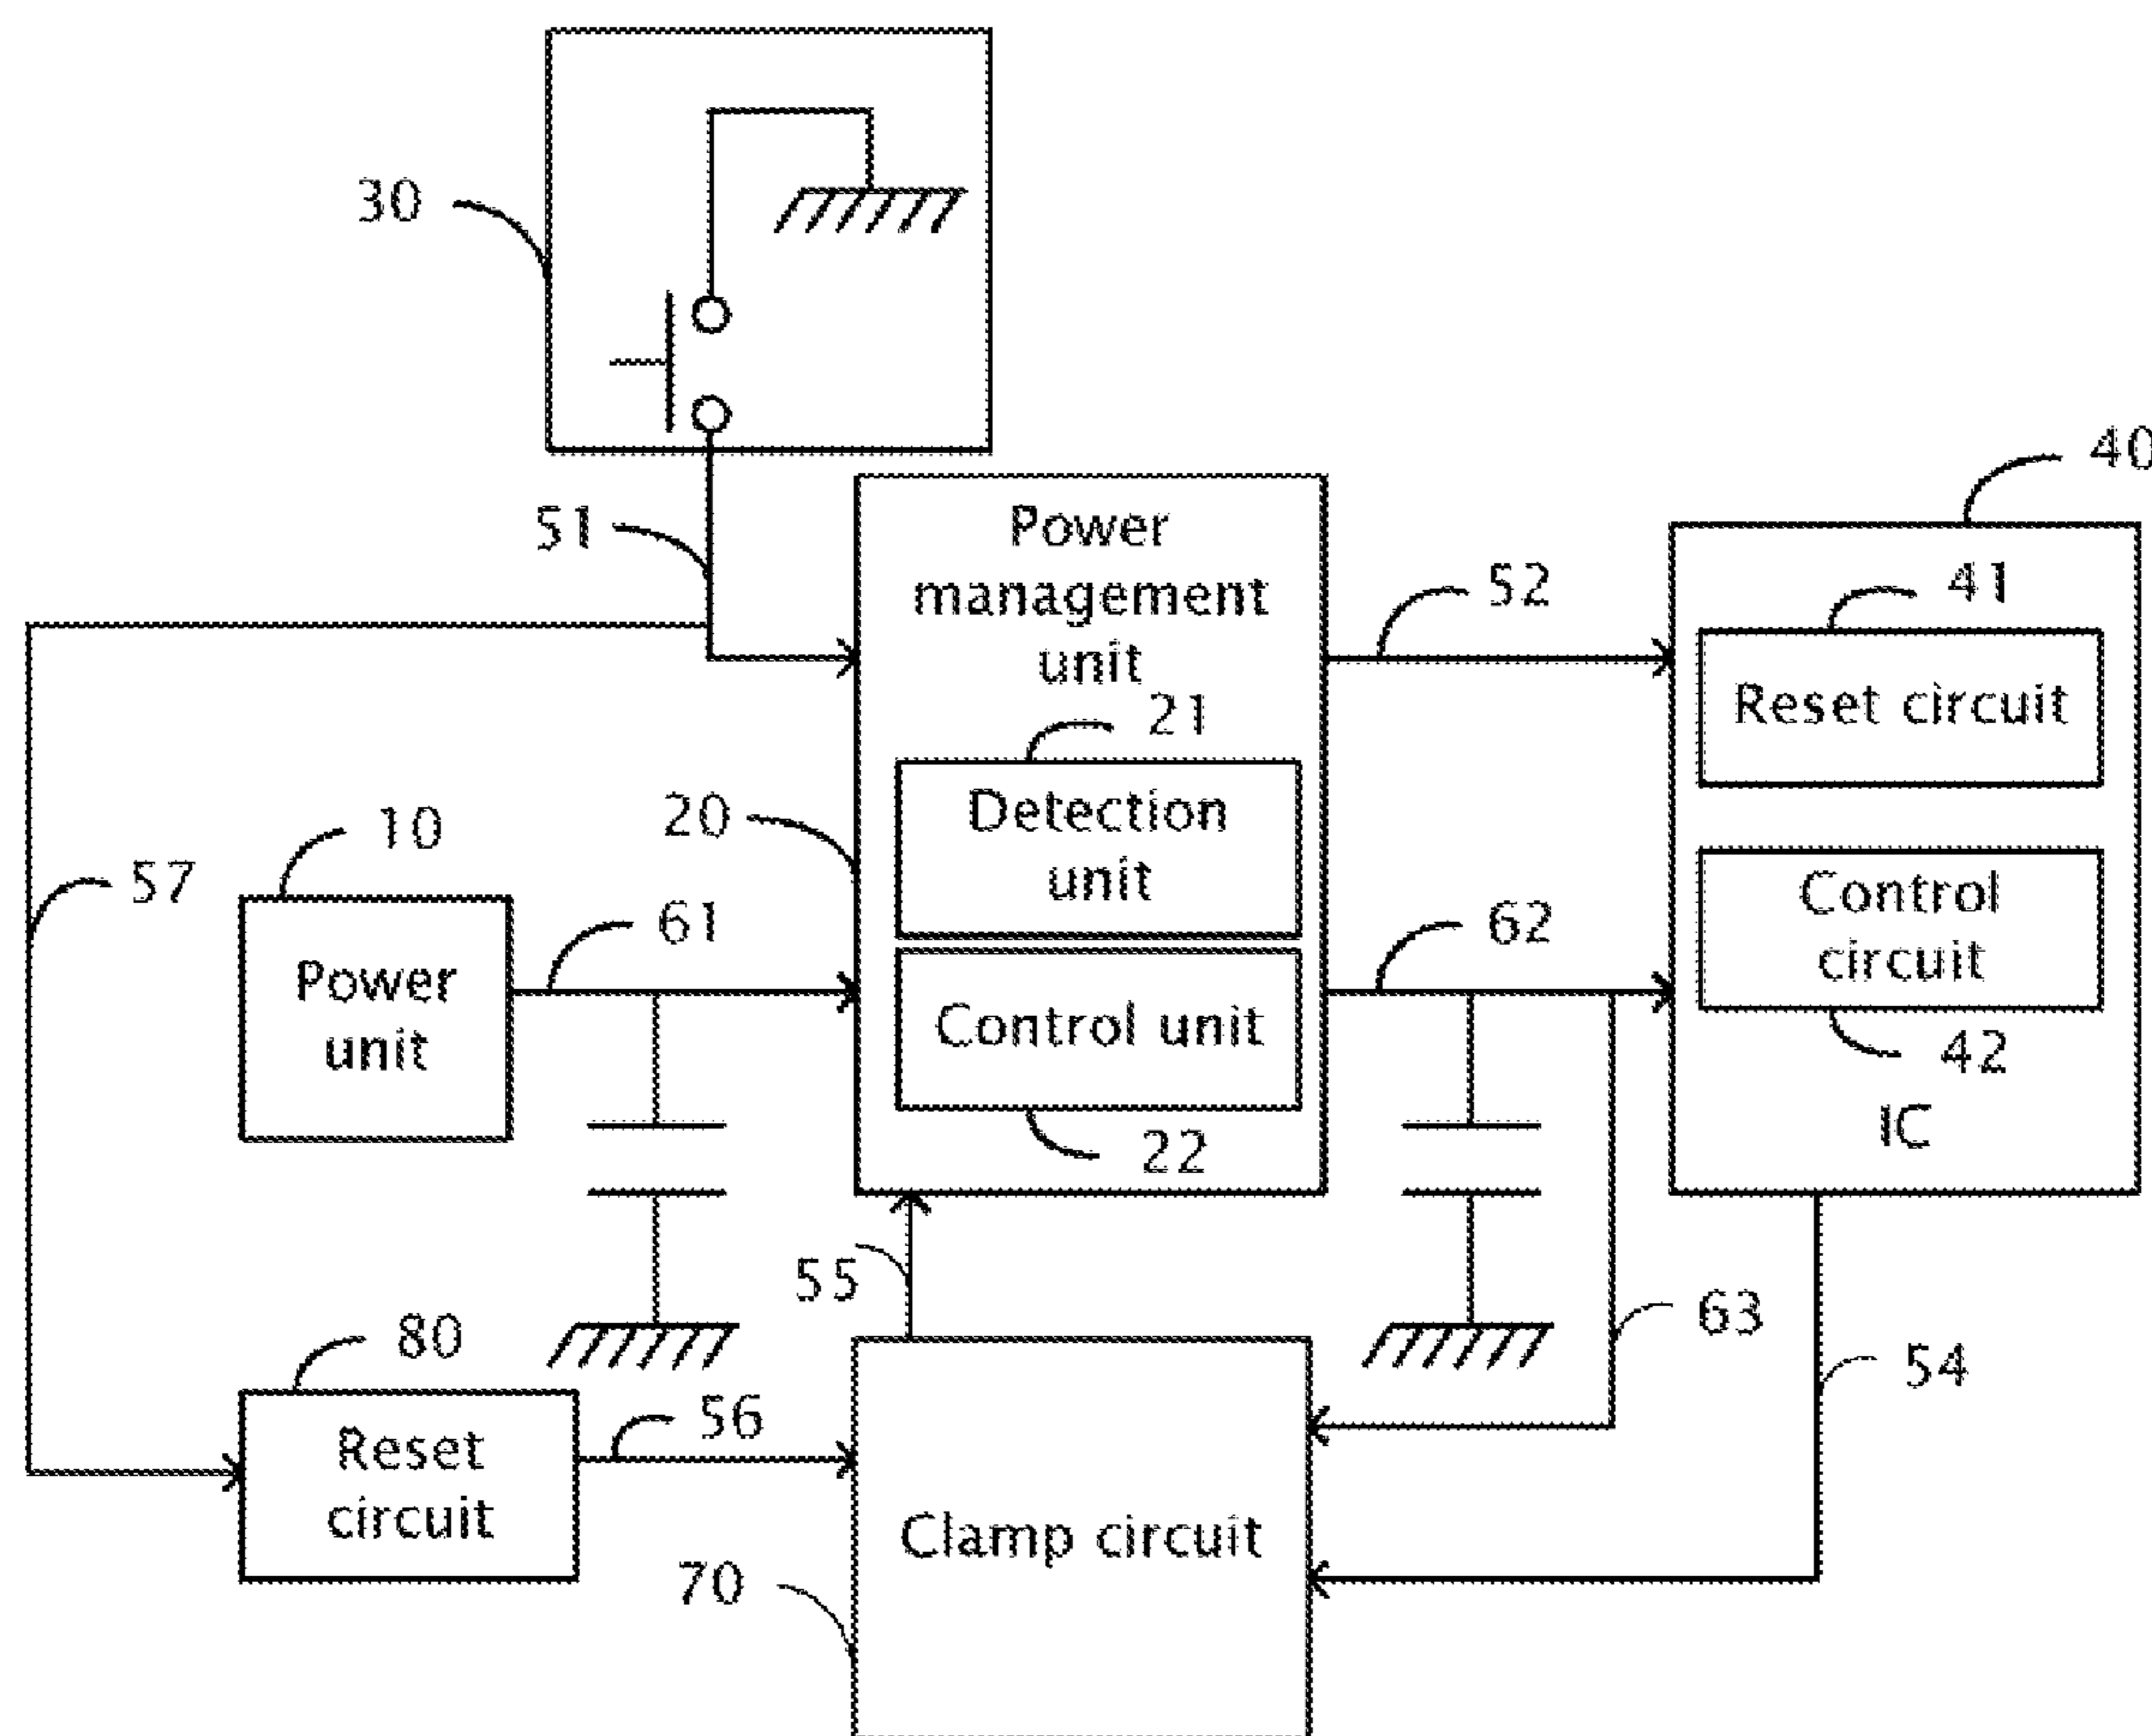 30
40
51
Power
management
unit
52
41
Reset circuit
21
Detection
unit
20
10
57
61
62
Power
unit
Control
circuit
Control unit
42
IC
22
55
63
80
54
56
Reset
circuit
Clamp circuit
70